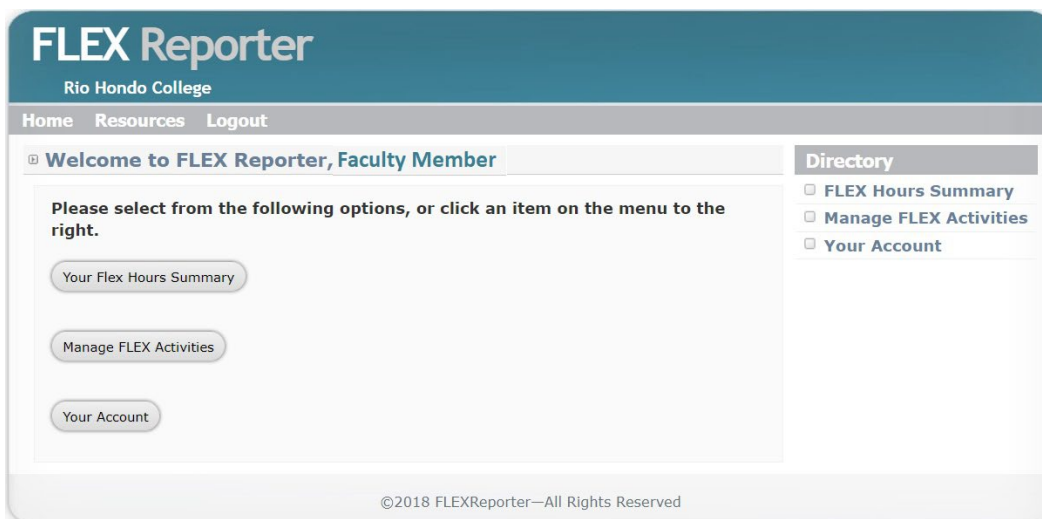 FLEX Reporter
Rio Hondo College
Home Resources Logout
Welcome to FLEX Reporter, Faculty Member
Please select from the following options, or click an item on the menu to the
right.
Your Flex Hours Summary
Manage FLEX Activities
Your Account
Directory
FLEX Hours Summary
Manage FLEX Activities
Your Account
©2018 FLEXReporter—All Rights Reserved